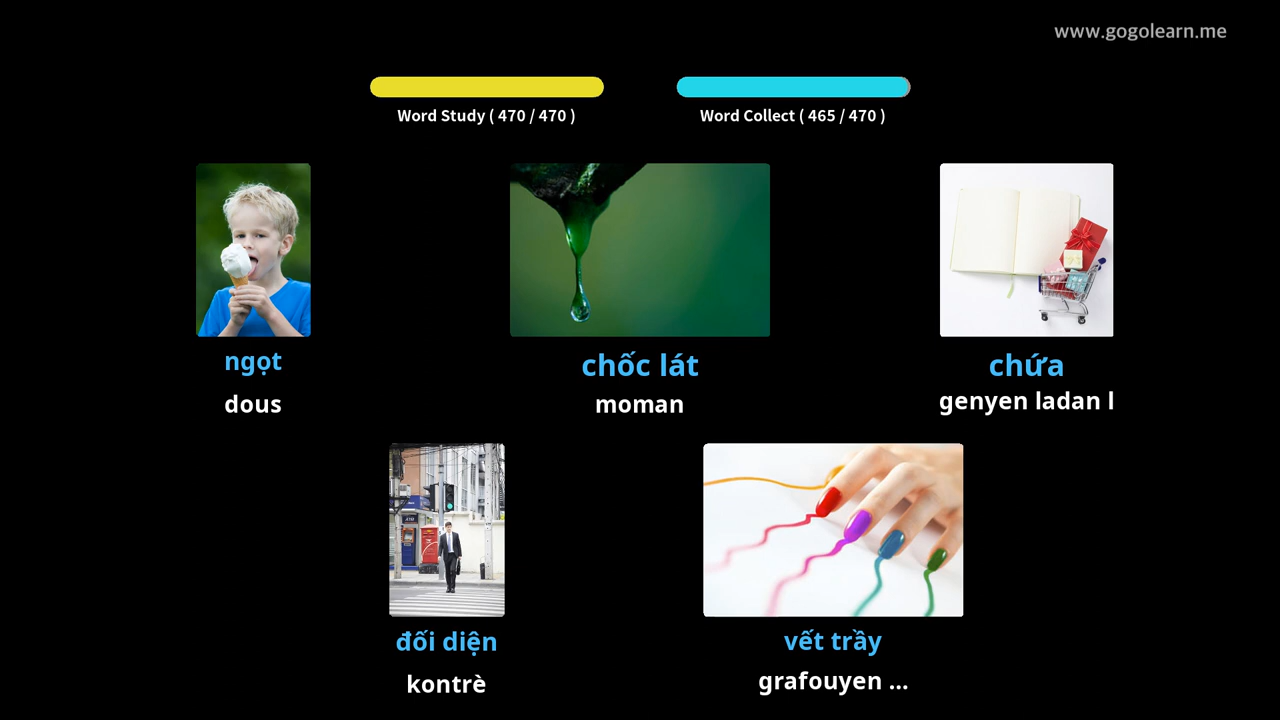 www.gogolearn.me
Word Study ( 470 / 470 )
Word Collect ( 465 / 470 )
ngọt
dous
chốc lát
moman
chứa
genyen ladan l
đối diện
kontrè
vết trầy
grafouyen ...